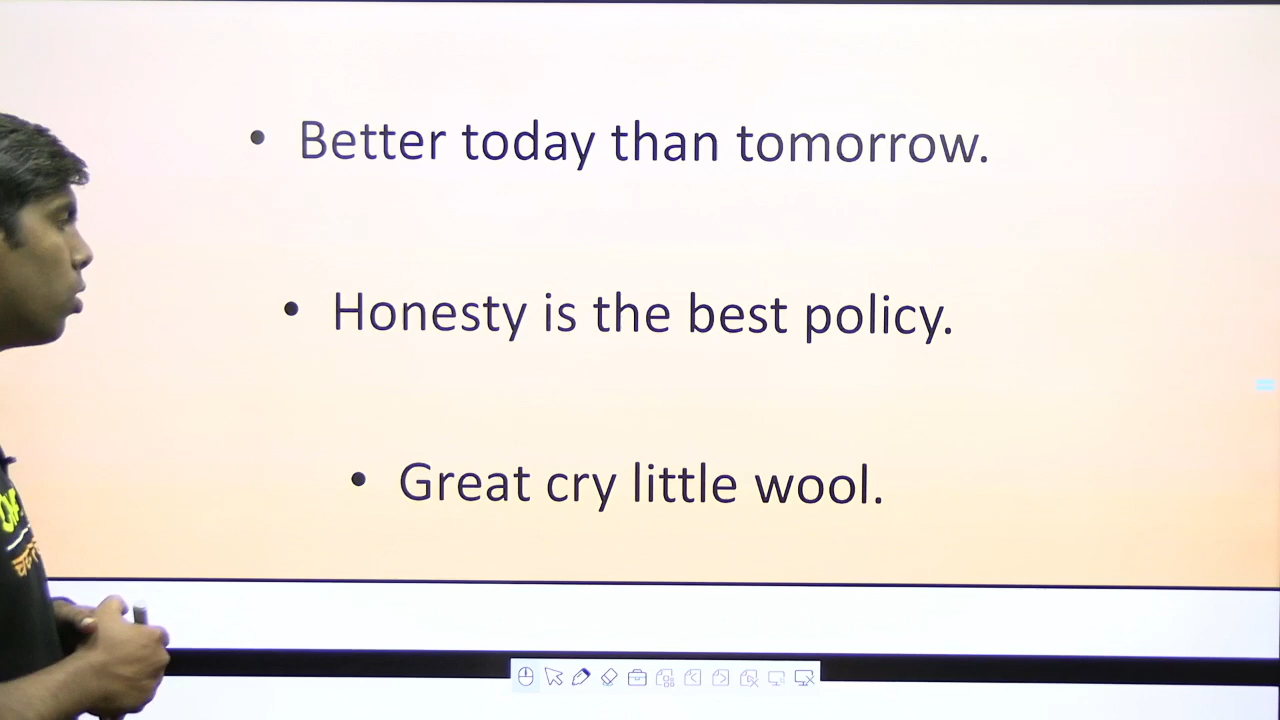 • Better today than tomorrow.
• Honesty is the best policy.
• Great cry little wool.